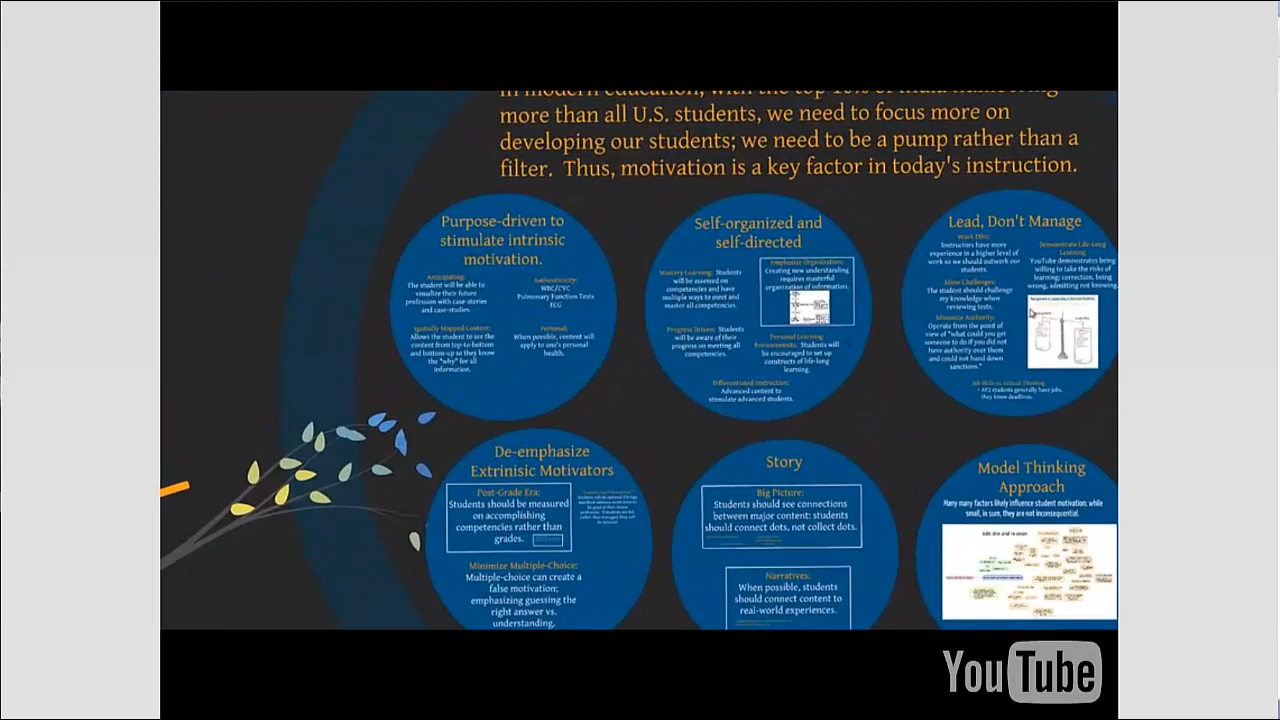 In modern education, with the top 10% of India numbering
more than all U.S. students, we need to focus more on
developing our students; we need to be a pump rather than a
filter. Thus, motivation is a key factor in today's instruction.
Purpose-driven to
stimulate intrinsic
motivation.
Anticipating:
The student will be able to
visualize their future
profession with case-stories
and case-studies.
Authenticity:
WBC/CVC
Pulmonary Function Tests
ECG
Spatially Mapped Content:
Allows the student to see the
content from top-to-bottom
and bottom-up so they know
the "why" for all
information.
Personal:
When possible, content will
apply to one's personal
health.
Self-organized and
self-directed
Mastery Learning: Students
will be assessed on
competencies and have
multiple ways to meet and
master all competencies.
Emphasize Organization:
Creating new understanding
requires masterful
organization of information.
Progress Driven: Students
will be aware of their
progress on meeting all
competencies.
Personal Learning
Environments: Students will
be encouraged to set up
constructs of life-long
learning.
Differentiated Instruction:
Advanced content to
stimulate advanced students.
Lead, Don't Manage
Work Ethic:
Instructors have more
experience in a higher level of
work so we should outwork our
students.
Allow Challenges:
The student should challenge
my knowledge when
reviewing tests.
Minimize Authority:
Operate from the point
of view of "what could you get
someone to do if you did not
have authority over them
and could not hand down
sanctions."
Demonstrate Life-Long
Learning
YouTube demonstrates being
willing to take the risks of
learning; correction, being
wrong, admitting not knowing.
Job Skills vs. Critical Thinking
• AP2 students generally have jobs,
they know deadlines.
De-emphasize
Extrinisic Motivators
Post-Grade Era:
Students should be measured
on accomplishing
competencies rather than
grades.
Minimize Multiple-Choice:
Multiple-choice can create a
false motivation;
emphasizing guessing the
right answer vs.
understanding.
Story
Big Picture:
Students should see connections
between major content: students
should connect dots, not collect dots.
Narratives:
When possible, students
should connect content to
real-world experiences.
Model Thinking
Approach
Many many factors likely influence student motivation; while
small, in sum, they are not inconsequential.
YouTube